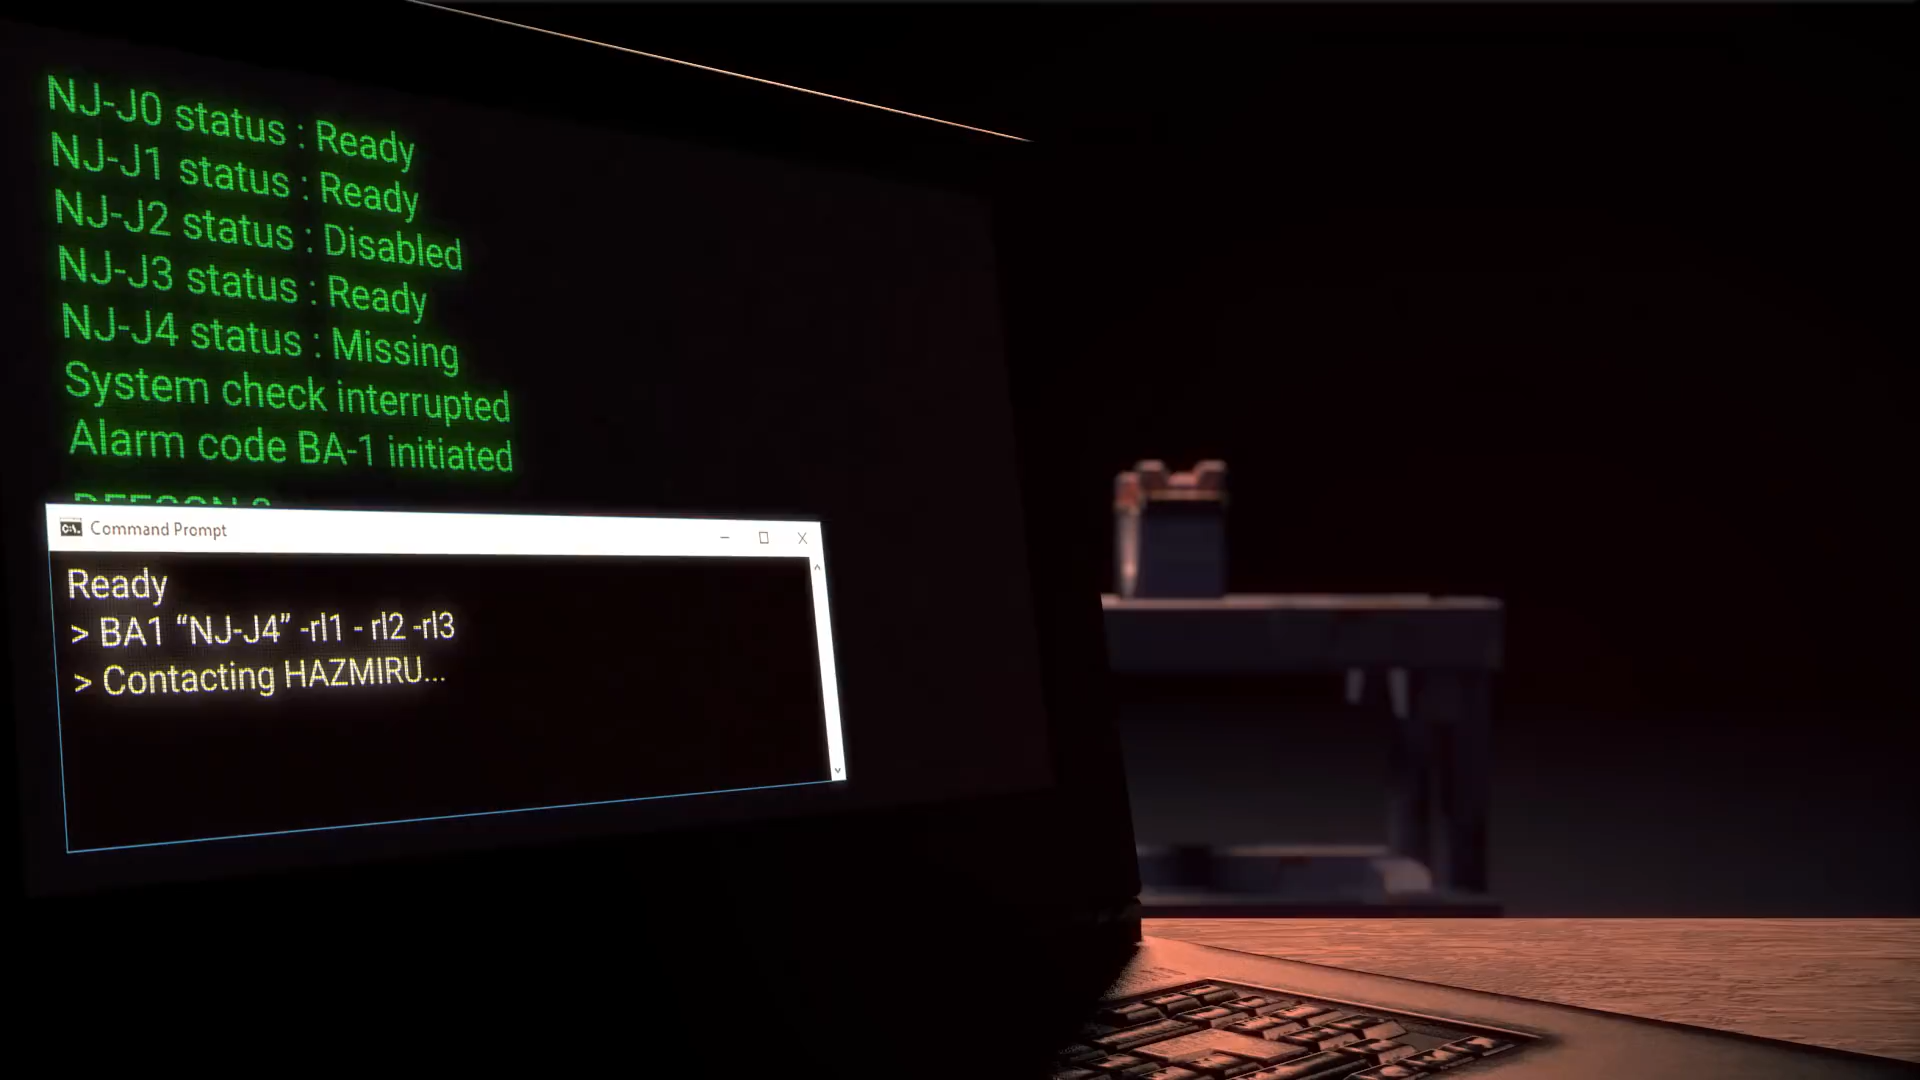 NJ-J0 status : Ready
NJ-J1 status : Ready
NJ-J2 status : Disabled
NJ-J3 status : Ready
NJ-J4 status : Missing
System check interrupted
Alarm code BA-1 initiated
Command Prompt
Ready
> BA1 “NJ-J4” -rl1 - rl2 -rl3
> Contacting HAZMIRU...